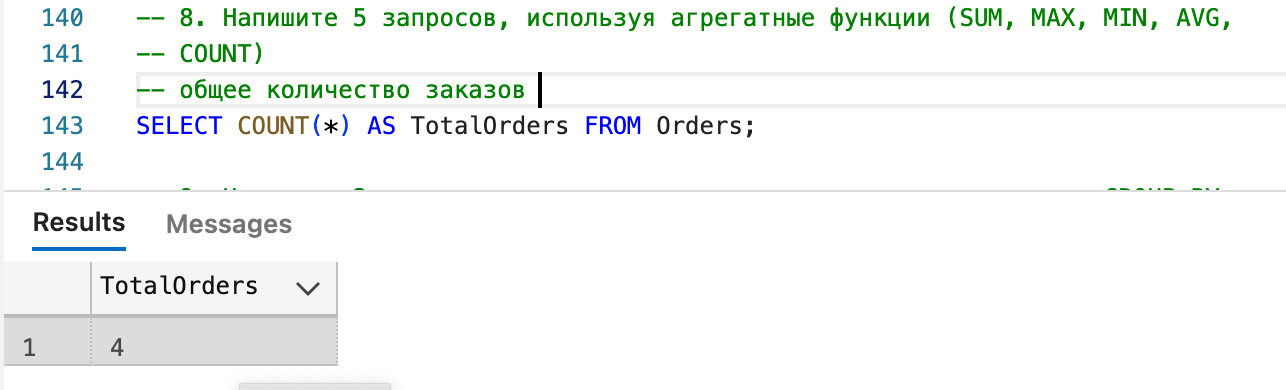 140 -- 8. Напишите 5 запросов, используя агрегатные функции (SUM, MAX, MIN, AVG,
141 -- COUNT)
142 -- общее количество заказов
143 SELECT COUNT(*) AS TotalOrders FROM Orders;
144
Results Messages
TotalOrders
1 4